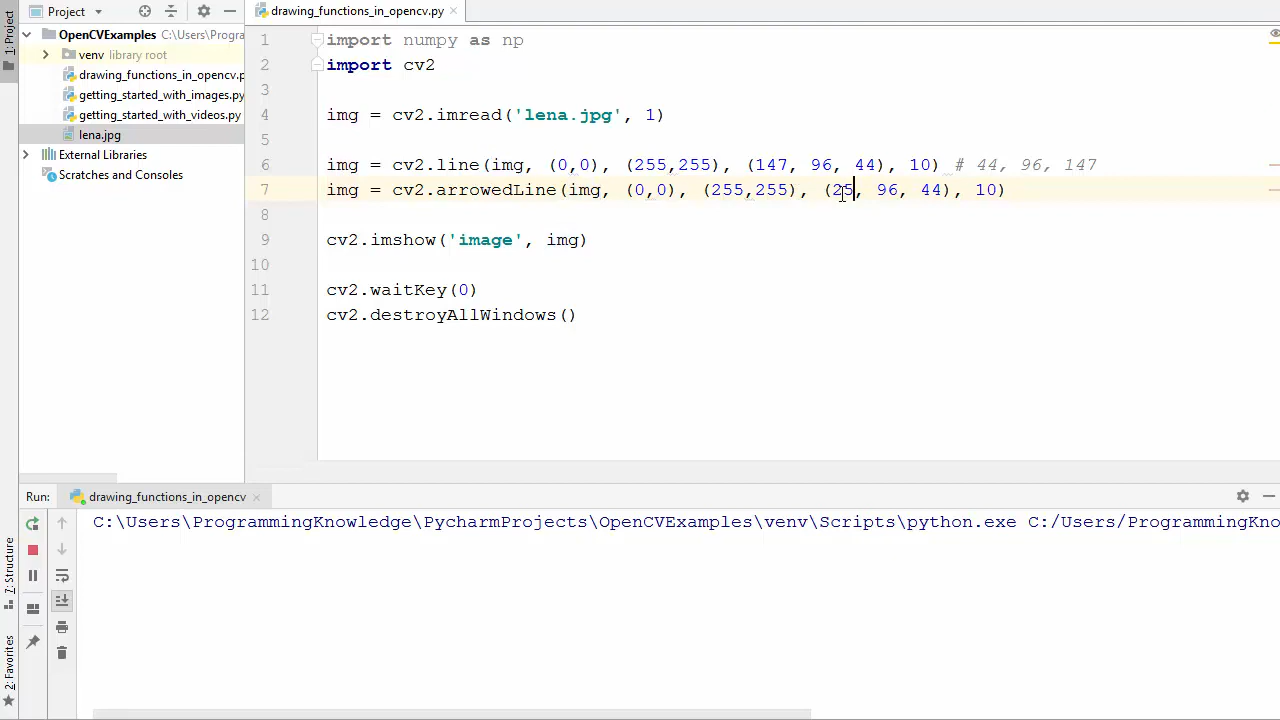 Project
drawing_functions_in_opencv.py
1: Project
OpenCVExamples C:\Users\Progra
venv library root
drawing_functions_in_opencv.p
getting_started_with_images.py
getting_started_with_videos.py
lena.jpg
External Libraries
Scratches and Consoles
1 import numpy as np
2 import cv2
3
4 img = cv2.imread('lena.jpg', 1)
5
6 img = cv2.line(img, (0,0), (255,255), (147, 96, 44), 10) # 44, 96, 147
7 img = cv2.arrowedLine(img, (0,0), (255,255), (25, 96, 44), 10)
8
9 cv2.imshow('image', img)
10
11 cv2.waitKey(0)
12 cv2.destroyAllWindows()
Run: drawing_functions_in_opencv
C:\Users\ProgrammingKnowledge\PycharmProjects\OpenCVExamples\venv\Scripts\python.exe C:/Users/ProgrammingKno
7: Structure
2: Favorites